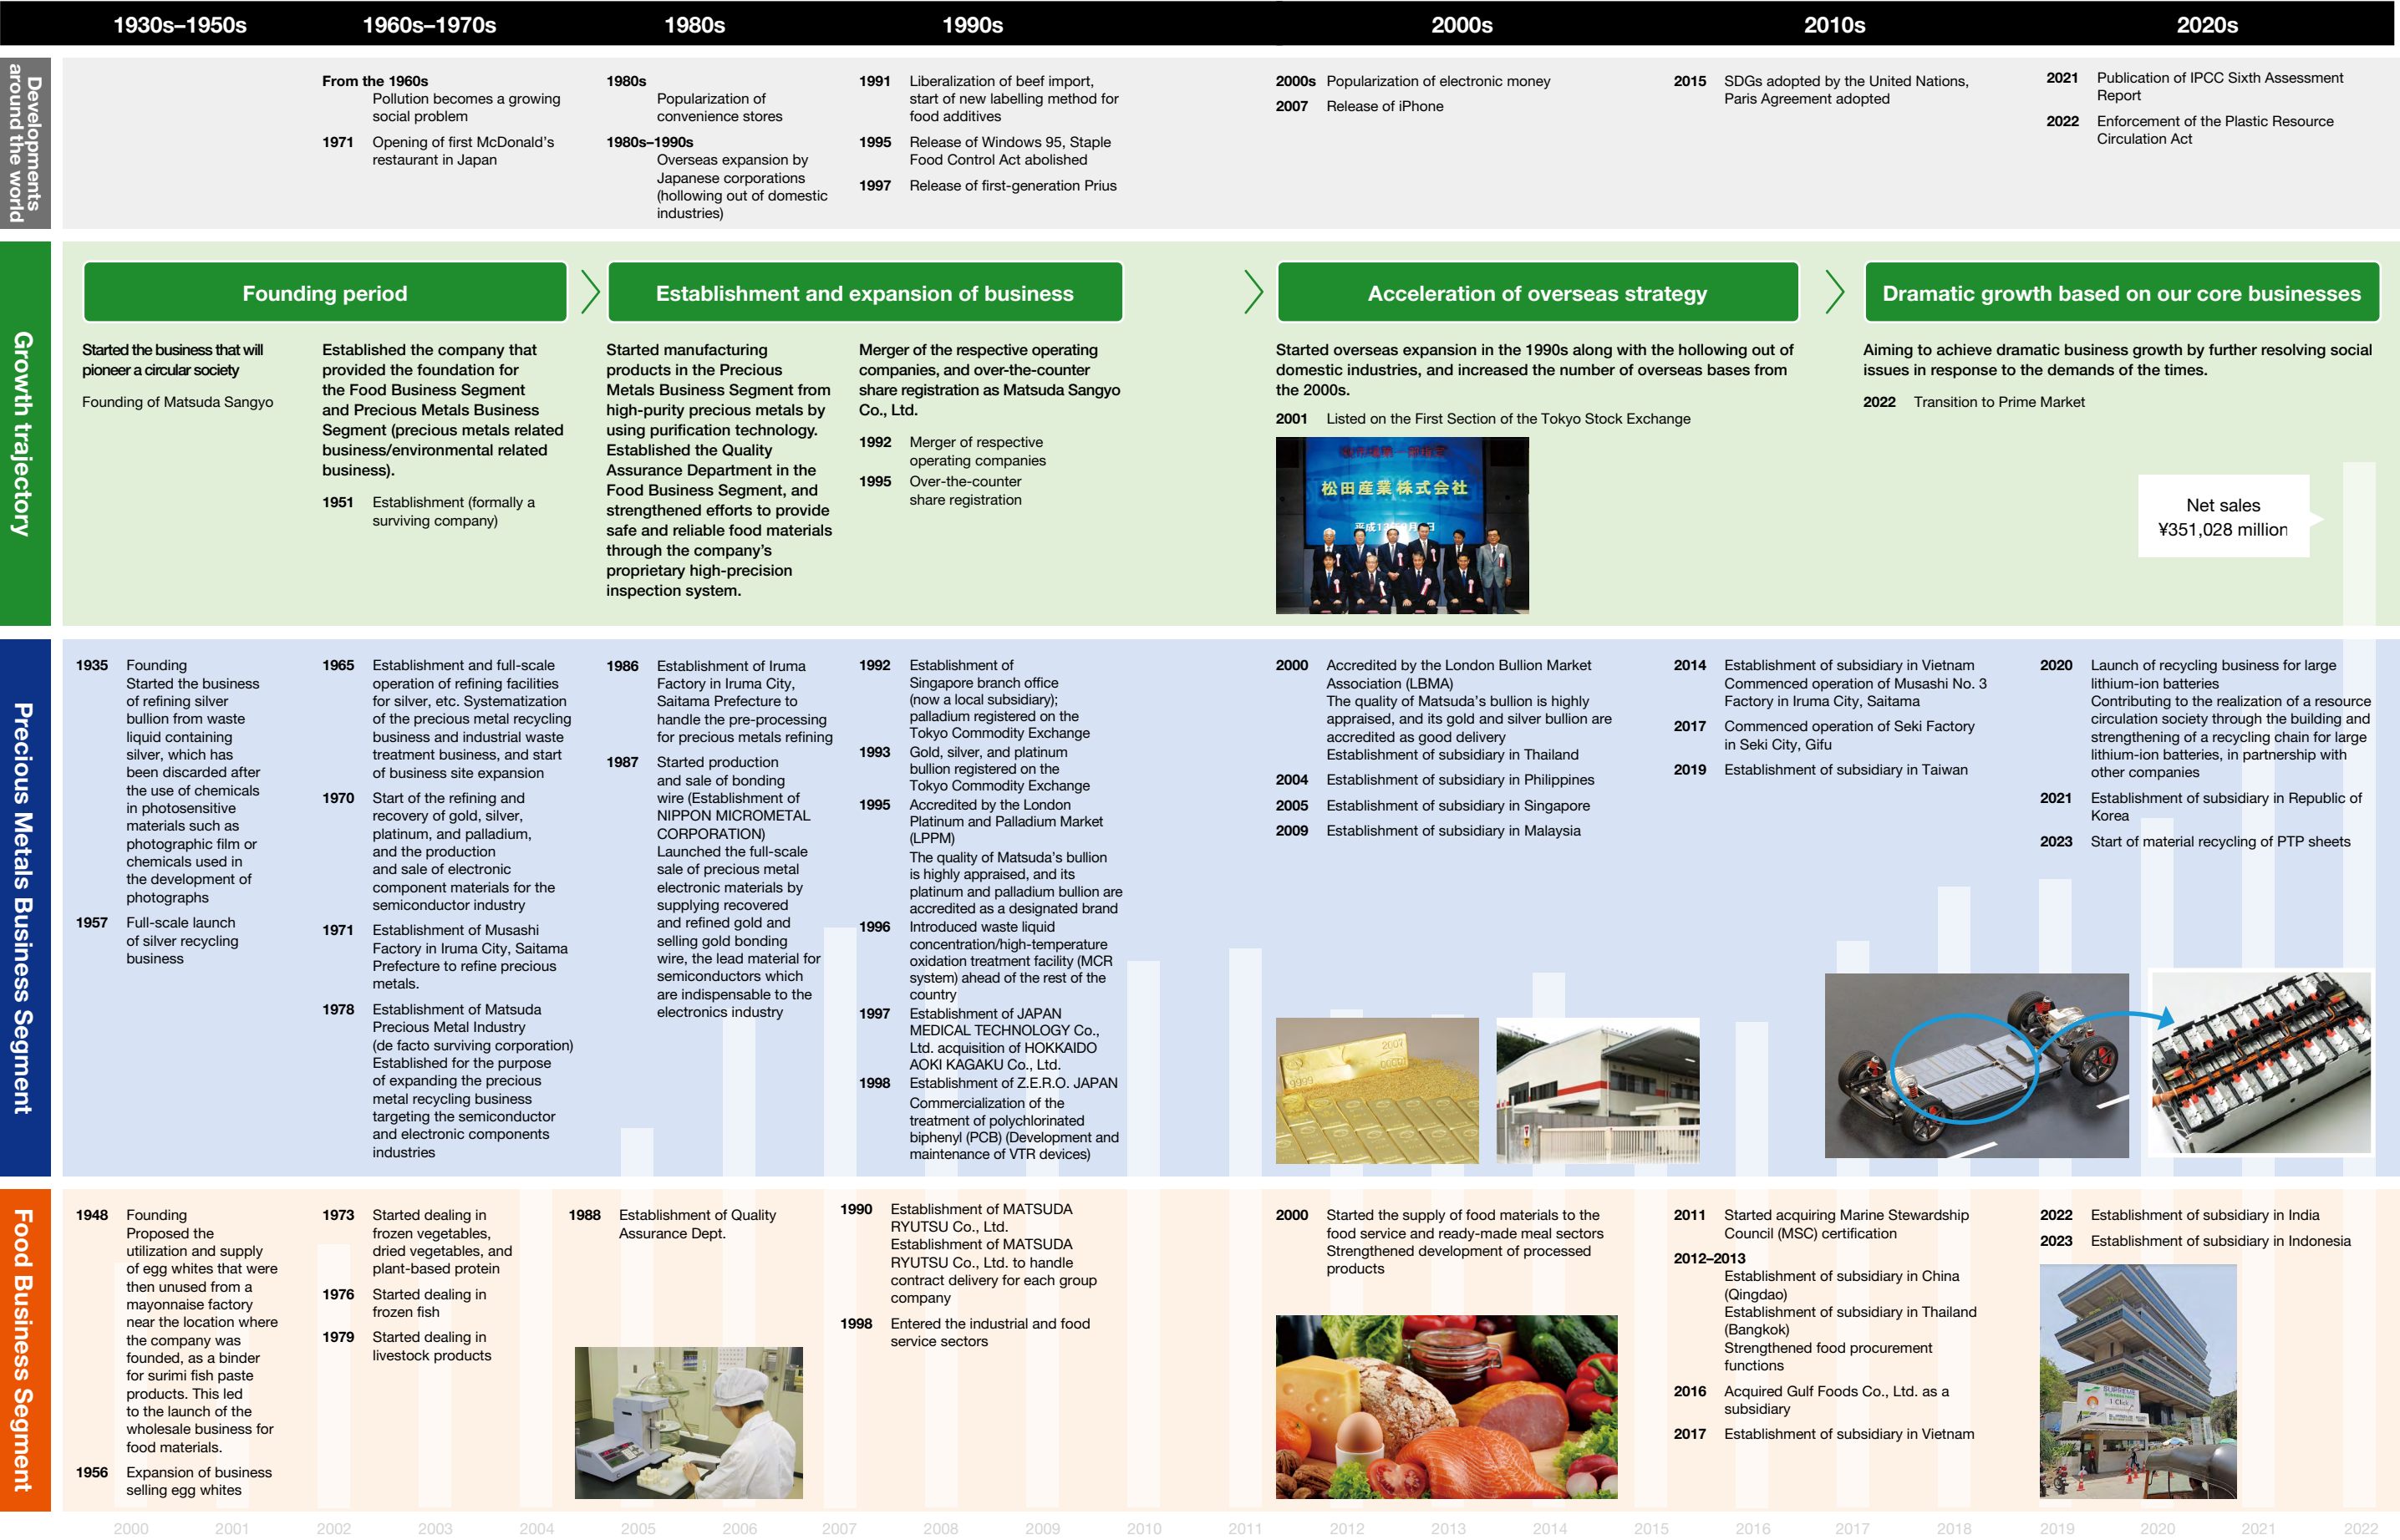 1930s–1950s
1960s–1970s
1980s
1990s
2000s
2010s
2020s
Developments
around the world
From the 1960s
Pollution becomes a growing
social problem
1971 Opening of first McDonald's
restaurant in Japan
1980s
Popularization of
convenience stores
1980s–1990s
Overseas expansion by
Japanese corporations
(hollowing out of domestic
industries)
1991 Liberalization of beef import,
start of new labelling method for
food additives
1995 Release of Windows 95, Staple
Food Control Act abolished
1997 Release of first-generation Prius
2000s Popularization of electronic money
2007 Release of iPhone
2015 SDGs adopted by the United Nations,
Paris Agreement adopted
2021 Publication of IPCC Sixth Assessment
Report
2022 Enforcement of the Plastic Resource
Circulation Act
Growth trajectory
Founding period
Establishment and expansion of business
Acceleration of overseas strategy
Dramatic growth based on our core businesses
Started the business that will
pioneer a circular society
Founding of Matsuda Sangyo
Established the company that
provided the foundation for
the Food Business Segment
and Precious Metals Business
Segment (precious metals related
business/environmental related
business).
1951 Establishment (formally a
surviving company)
Started manufacturing
products in the Precious
Metals Business Segment from
high-purity precious metals by
using purification technology.
Established the Quality
Assurance Department in the
Food Business Segment, and
strengthened efforts to provide
safe and reliable food materials
through the company's
proprietary high-precision
inspection system.
Merger of the respective operating
companies, and over-the-counter
share registration as Matsuda Sangyo
Co., Ltd.
1992 Merger of respective
operating companies
1995 Over-the-counter
share registration
Started overseas expansion in the 1990s along with the hollowing out of
domestic industries, and increased the number of overseas bases from
the 2000s.
2001 Listed on the First Section of the Tokyo Stock Exchange
松田産業株式会社
Aiming to achieve dramatic business growth by further resolving social
issues in response to the demands of the times.
2022 Transition to Prime Market
Net sales
¥351,028 million
Precious Metals Business Segment
1935 Founding
Started the business
of refining silver
bullion from waste
liquid containing
silver, which has
been discarded after
the use of chemicals
in photosensitive
materials such as
photographic film or
chemicals used in
the development of
photographs
1957 Full-scale launch
of silver recycling
business
1965 Establishment and full-scale
operation of refining facilities
for silver, etc. Systematization
of the precious metal recycling
business and industrial waste
treatment business, and start
of business site expansion
1970 Start of the refining and
recovery of gold, silver,
platinum, and palladium,
and the production
and sale of electronic
component materials for the
semiconductor industry
1971 Establishment of Musashi
Factory in Iruma City, Saitama
Prefecture to refine precious
metals.
1978 Establishment of Matsuda
Precious Metal Industry
(de facto surviving corporation)
Established for the purpose
of expanding the precious
metal recycling business
targeting the semiconductor
and electronic components
industries
1986 Establishment of Iruma
Factory in Iruma City,
Saitama Prefecture to
handle the pre-processing
for precious metals refining
1987 Started production
and sale of bonding
wire (Establishment of
NIPPON MICROMETAL
CORPORATION)
Launched the full-scale
sale of precious metal
electronic materials by
supplying recovered
and refined gold and
selling gold bonding
wire, the lead material for
semiconductors which
are indispensable to the
electronics industry
1992 Establishment of
Singapore branch office
(now a local subsidiary);
palladium registered on the
Tokyo Commodity Exchange
1993 Gold, silver, and platinum
bullion registered on the
Tokyo Commodity Exchange
1995 Accredited by the London
Platinum and Palladium Market
(LPPM)
The quality of Matsuda's bullion
is highly appraised, and its
platinum and palladium bullion are
accredited as a designated brand
1996 Introduced waste liquid
concentration/high-temperature
oxidation treatment facility (MCR
system) ahead of the rest of the
country
1997 Establishment of JAPAN
MEDICAL TECHNOLOGY Co.,
Ltd. acquisition of HOKKAIDO
AOKI KAGAKU Co., Ltd.
1998 Establishment of Z.E.R.O. JAPAN
Commercialization of the
treatment of polychlorinated
biphenyl (PCB) (Development and
maintenance of VTR devices)
2000 Accredited by the London Bullion Market
Association (LBMA)
The quality of Matsuda's bullion is highly
appraised, and its gold and silver bullion are
accredited as good delivery
Establishment of subsidiary in Thailand
2004 Establishment of subsidiary in Philippines
2005 Establishment of subsidiary in Singapore
2009 Establishment of subsidiary in Malaysia
2007
9999
2014 Establishment of subsidiary in Vietnam
Commenced operation of Musashi No. 3
Factory in Iruma City, Saitama
2017 Commenced operation of Seki Factory
in Seki City, Gifu
2019 Establishment of subsidiary in Taiwan
2020 Launch of recycling business for large
lithium-ion batteries
Contributing to the realization of a resource
circulation society through the building and
strengthening of a recycling chain for large
lithium-ion batteries, in partnership with
other companies
2021 Establishment of subsidiary in Republic of
Korea
2023 Start of material recycling of PTP sheets
Food Business Segment
1948 Founding
Proposed the
utilization and supply
of egg whites that were
then unused from a
mayonnaise factory
near the location where
the company was
founded, as a binder
for surimi fish paste
products. This led
to the launch of the
wholesale business for
food materials.
1956 Expansion of business
selling egg whites
1973 Started dealing in
frozen vegetables,
dried vegetables, and
plant-based protein
1976 Started dealing in
frozen fish
1979 Started dealing in
livestock products
1988 Establishment of Quality
Assurance Dept.
1990 Establishment of MATSUDA
RYUTSU Co., Ltd.
Establishment of MATSUDA
RYUTSU Co., Ltd. to handle
contract delivery for each group
company
1998 Entered the industrial and food
service sectors
2000 Started the supply of food materials to the
food service and ready-made meal sectors
Strengthened development of processed
products
2011 Started acquiring Marine Stewardship
Council (MSC) certification
2012–2013
Establishment of subsidiary in China
(Qingdao)
Establishment of subsidiary in Thailand
(Bangkok)
Strengthened food procurement
functions
2016 Acquired Gulf Foods Co., Ltd. as a
subsidiary
2017 Establishment of subsidiary in Vietnam
2022 Establishment of subsidiary in India
2023 Establishment of subsidiary in Indonesia
SUPREME
2000 2001 2002 2003 2004 2005 2006 2007 2008 2009 2010 2011 2012 2013 2014 2015 2016 2017 2018 2019 2020 2021 2022